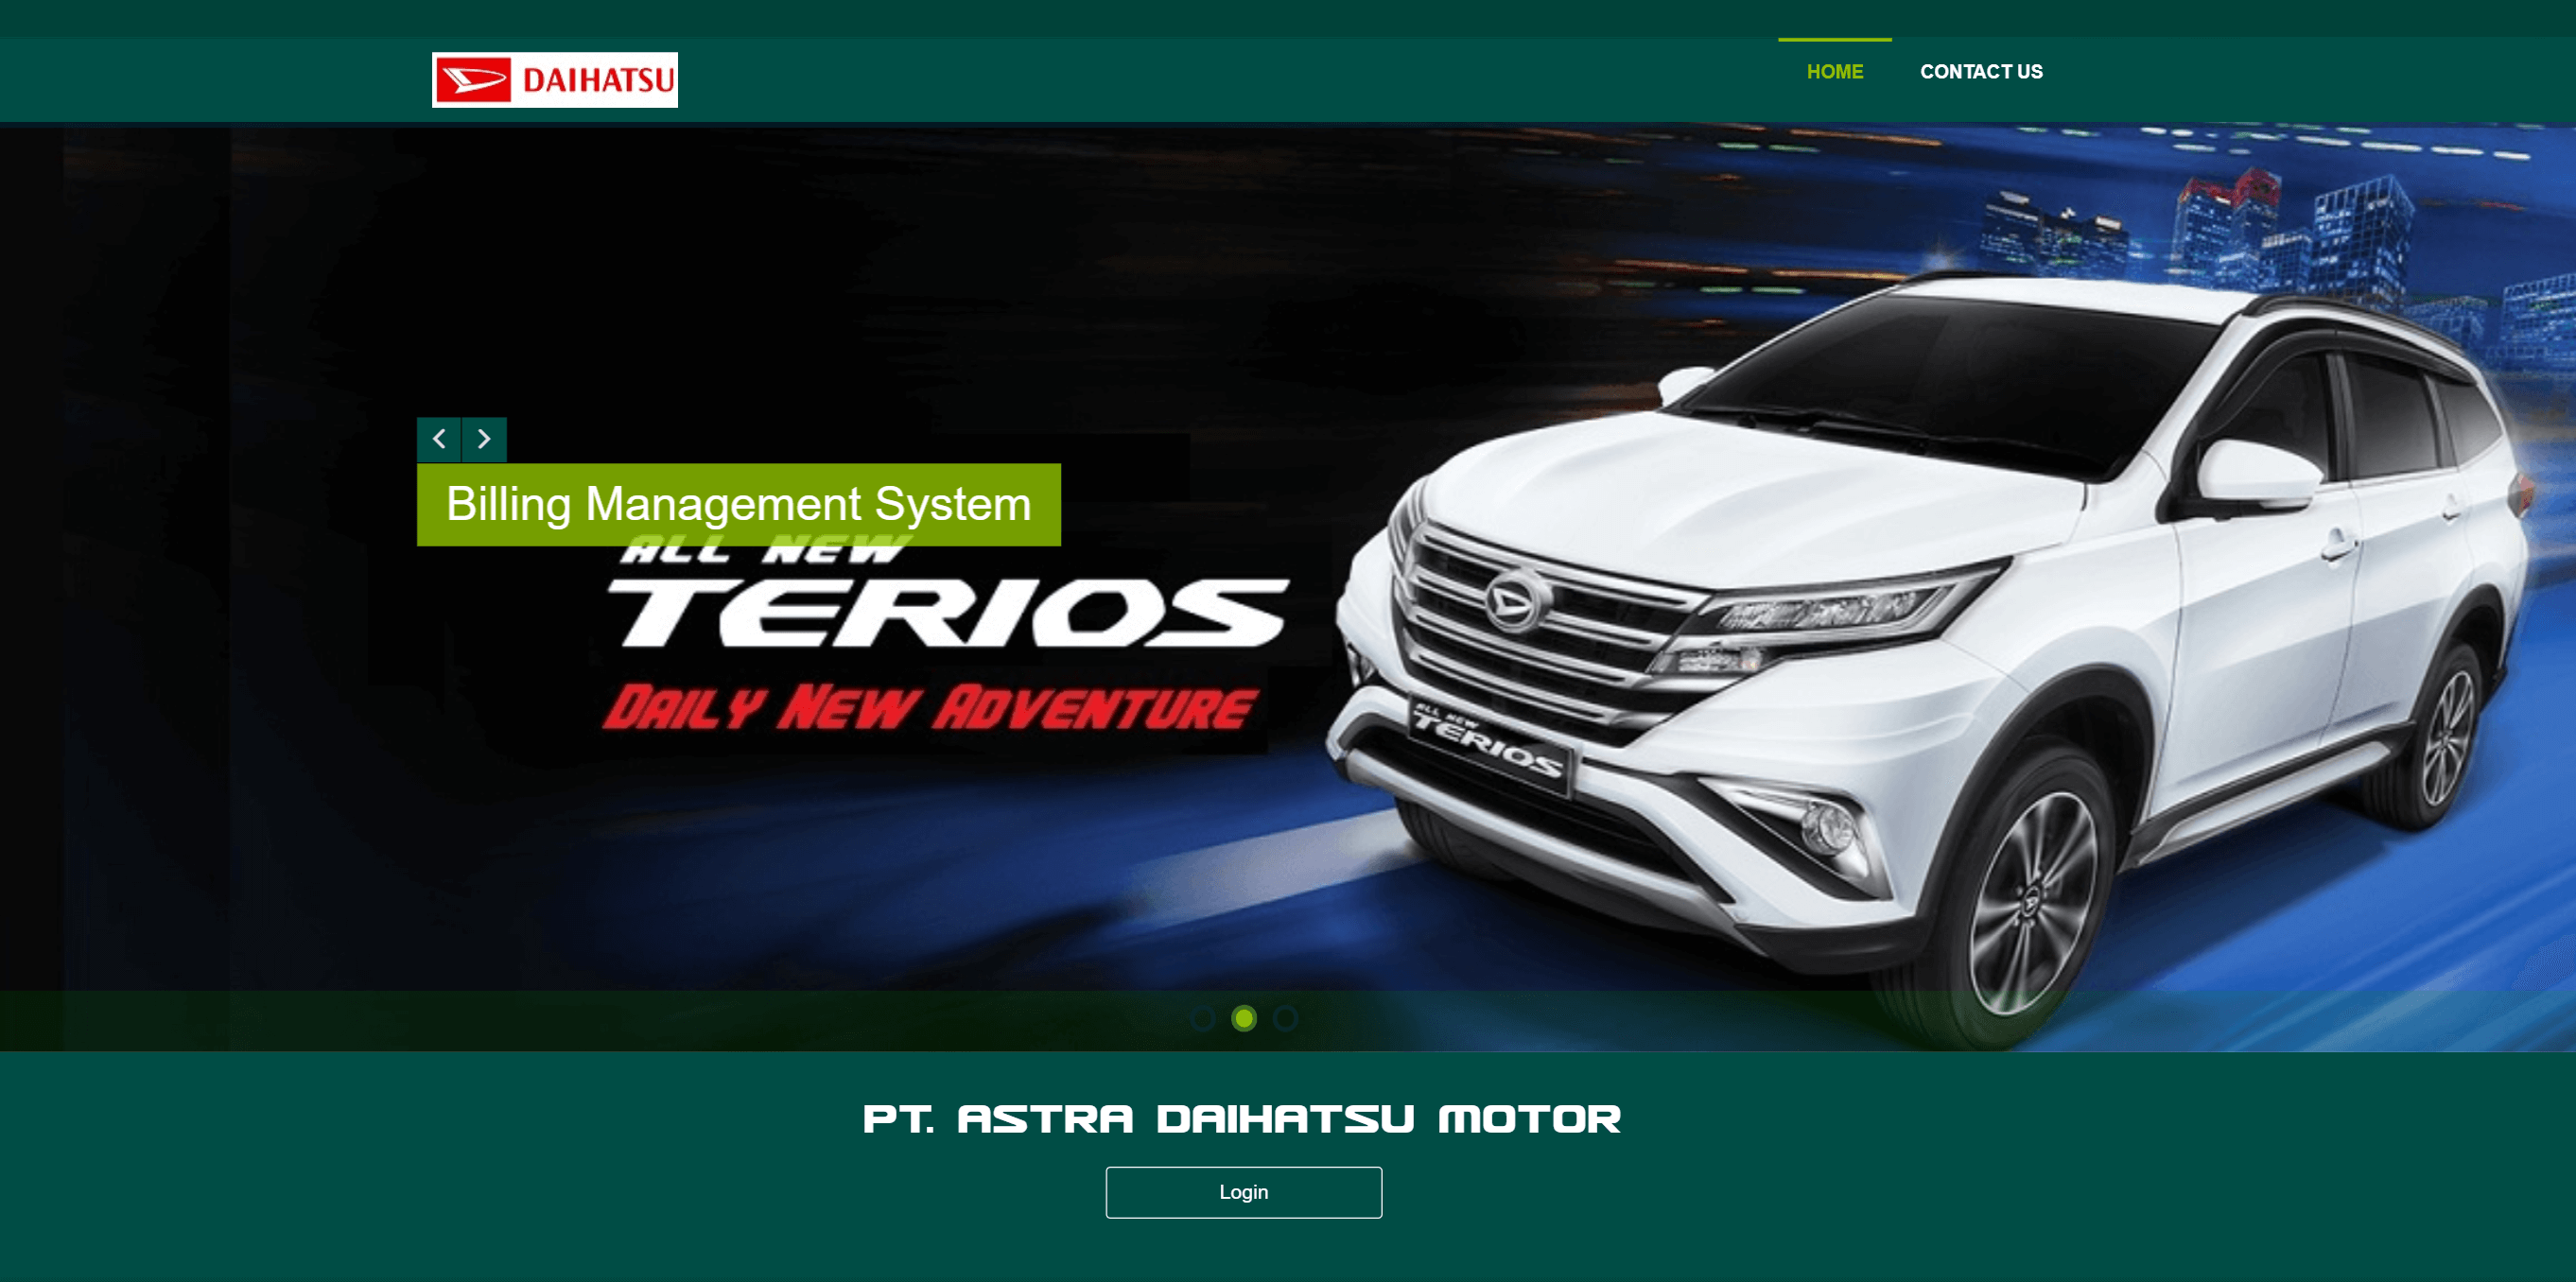 DAIHATSU
HOME
CONTACT US
Billing Management System
ALL NEW
TERIOS
DAILY NEW ADVENTURE
ALL NEW
TERIOS
PT. ASTRA DAIHATSU MOTOR
Login